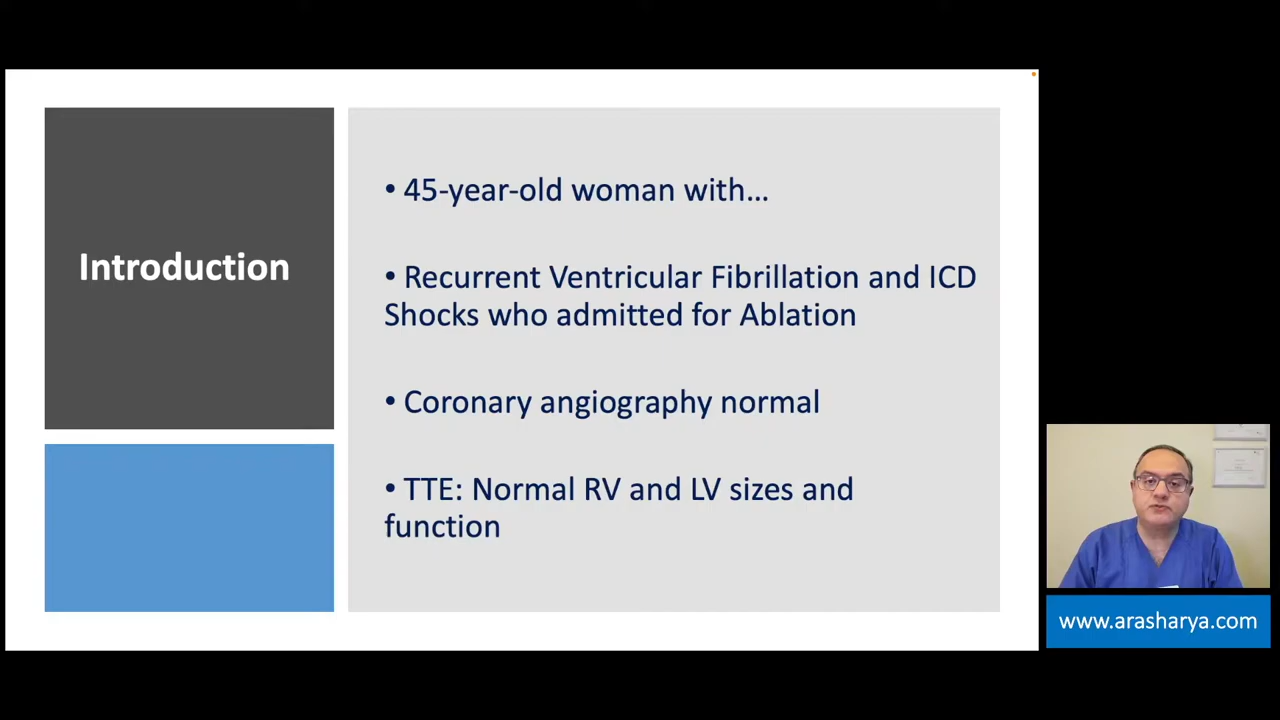 Introduction
• 45-year-old woman with...
• Recurrent Ventricular Fibrillation and ICD
Shocks who admitted for Ablation
• Coronary angiography normal
• TTE: Normal RV and LV sizes and
function
www.arasharya.com